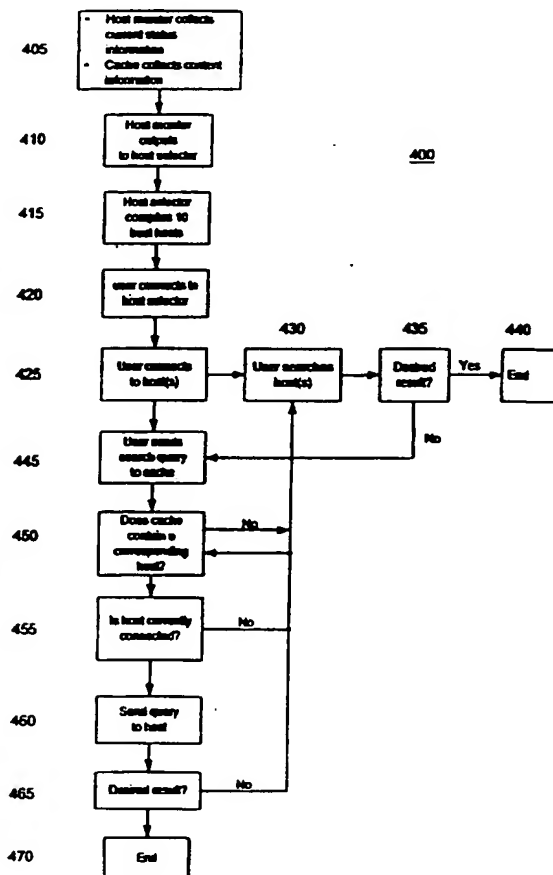 405
- Host monitor collects
current status
information
- Cache collects content
information
410
Host monitor
outputs
to host selector
400
415
Host selector
compiles 10
best hosts
420
user connects to
host selector
430
435
440
425
User connects
to host(s)
User searches
host(s)
Desired
result?
Yes
End
No
445
User sends
search query
to cache
450
Does cache
contain a
corresponding
host?
No
455
Is host currently
connected?
No
460
Send query
to host
465
Desired result?
No
470
End